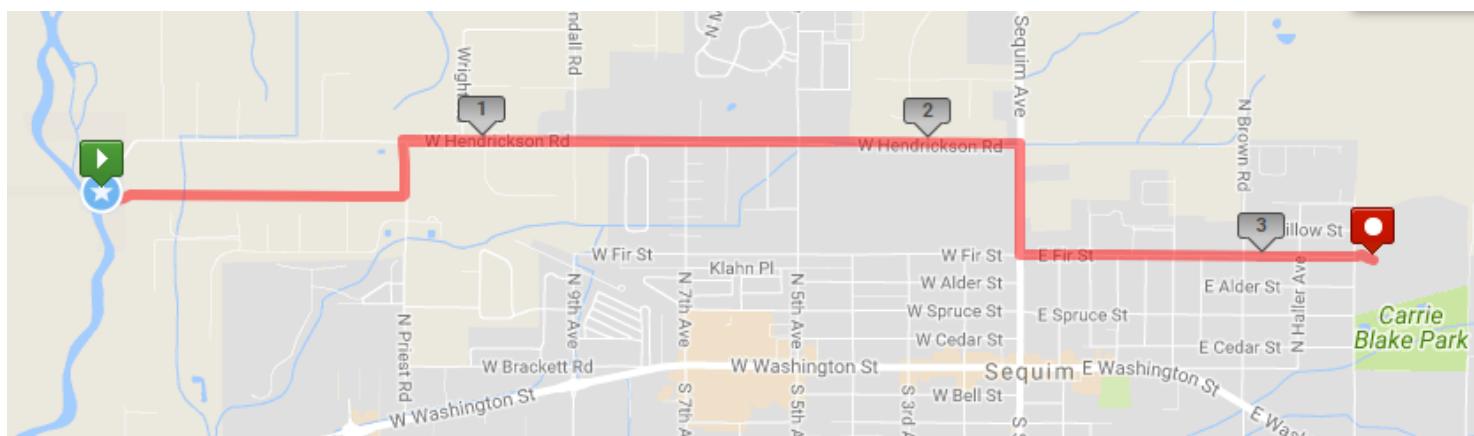 Wright
ndall Rd
N
Sequim Ave
1
2
W Hendrickson Rd
W Hendrickson Rd
N Brown Rd
3
illow St
W Fir St
Klahn Pl
W Fir St
E Fir St
N 9th Ave
N 7th Ave
N 5th Ave
W Alder St
E Alder St
N Haller Ave
W Spruce St
E Spruce St
N Priest Rd
W Cedar St
E Cedar St
Carrie
Blake Park
W Brackett Rd
W Washington St
Sequim
E Washington St
W Washington St
S 7th A
S 5th A
S 3rd A
W Bell St
S S
E Was